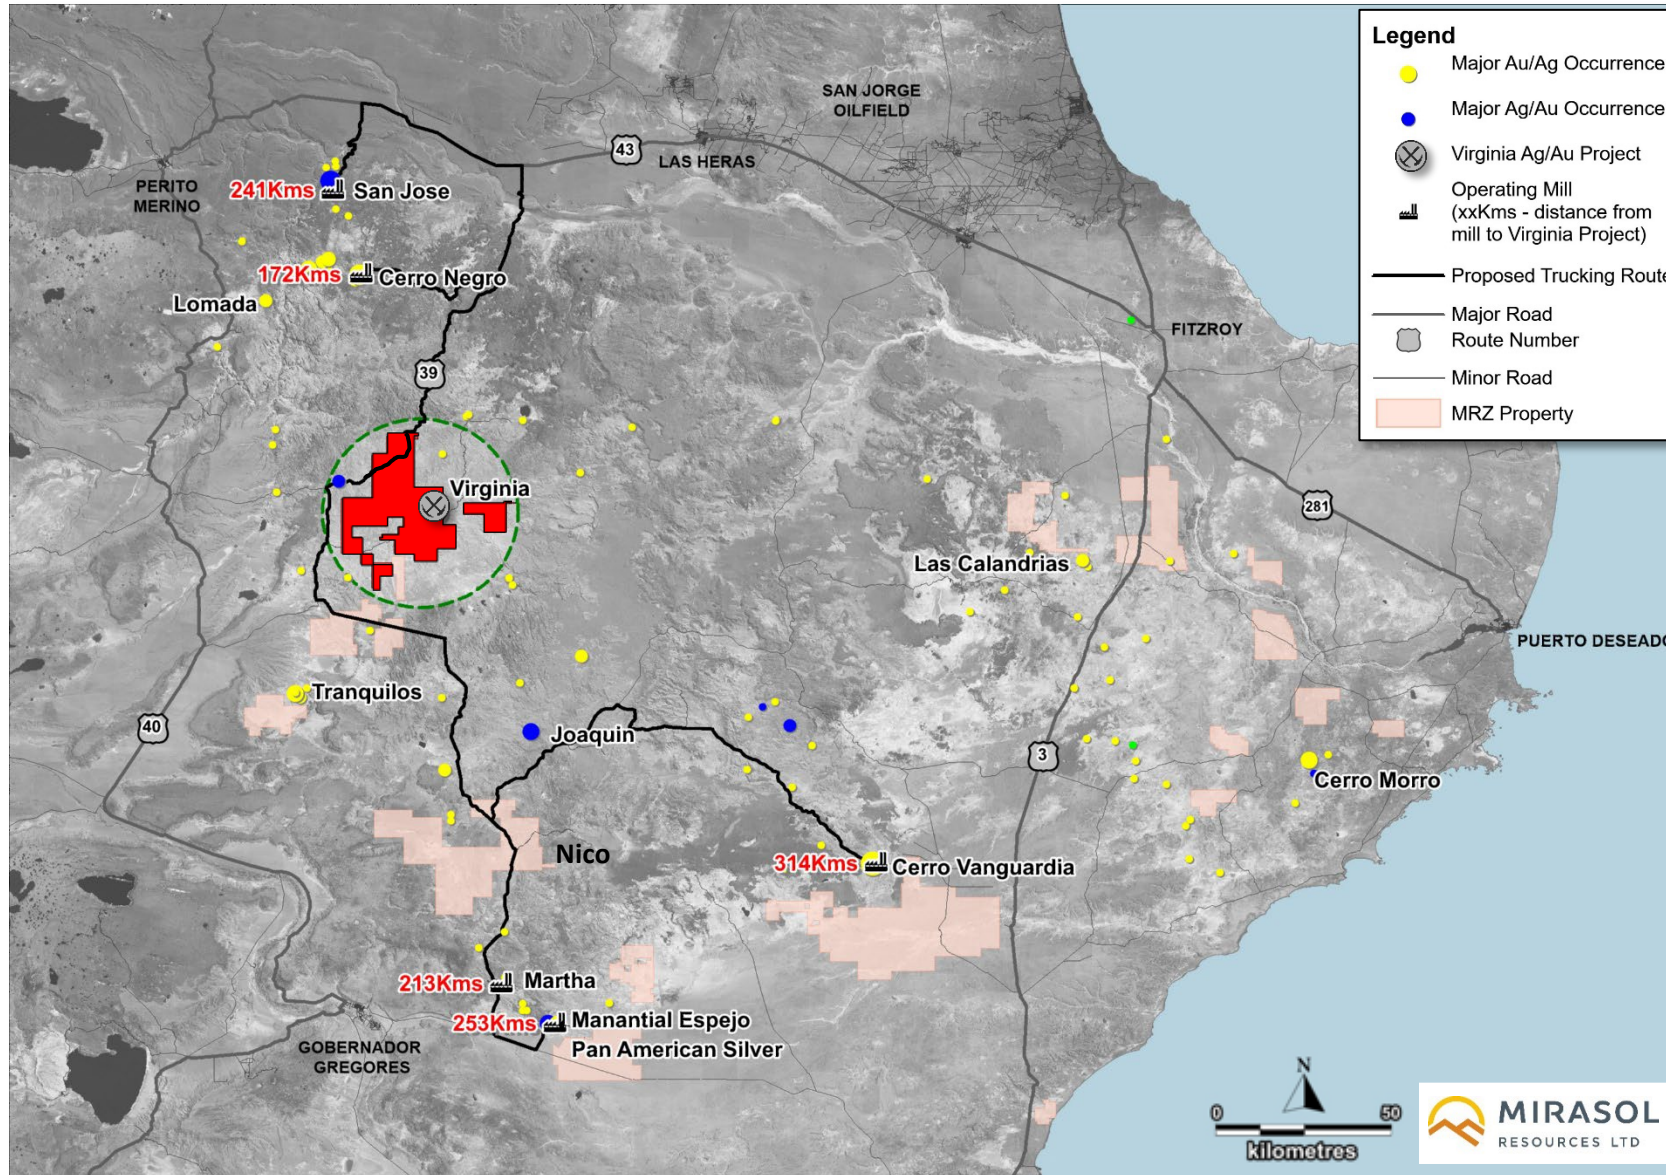 SAN JORGE
OILFIELD
43
LAS HERAS
PERITO
MERINO
241Kms
San Jose
172Kms
Cerro Negro
Lomada
FITZROY
39
Virginia
281
Las Calandrias
PUERTO DESEADO
Tranquilos
40
Joaquin
3
Cerro Morro
Nico
314Kms
Cerro Vanguardia
213Kms
Martha
253Kms
Manantial Espejo
Pan American Silver
GOBERNADOR
GREGORES
Legend
Major Au/Ag Occurrence
Major Ag/Au Occurrence
Virginia Ag/Au Project
Operating Mill
(xxKms - distance from
mill to Virginia Project)
Proposed Trucking Route
Major Road
Route Number
Minor Road
MRZ Property
N
0 50
kilometres
MIRASOL
RESOURCES LTD